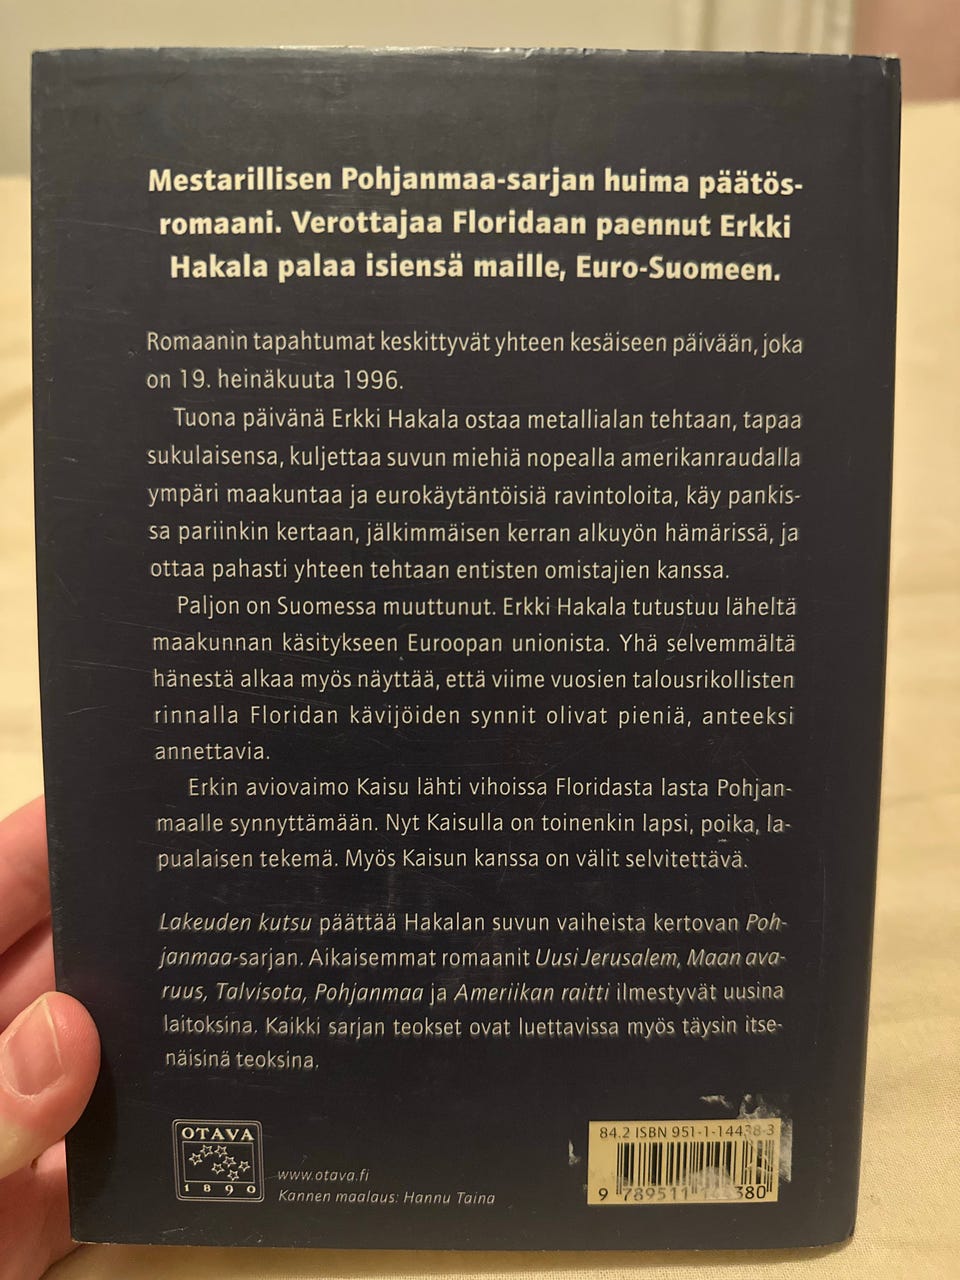 Mestarillisen Pohjanmaa-sarjan huima päätös-
romaani. Verottajaa Floridaan paennut Erkki
Hakala palaa isiensä maille, Euro-Suomeen.
Romaanin tapahtumat keskittyvät yhteen kesäiseen päivään, joka
on 19. heinäkuuta 1996.
Tuona päivänä Erkki Hakala ostaa metallialan tehtaan, tapaa
sukulaisensa, kuljettaa suvun miehiä nopealla amerikanraudalla
ympäri maakuntaa ja eurokäytäntöisiä ravintoloita, käy pankis-
sa pariinkin kertaan, jälkimmäisen kerran alkuyön hämärissä, ja
ottaa pahasti yhteen tehtaan entisten omistajien kanssa.
Paljon on Suomessa muuttunut. Erkki Hakala tutustuu läheltä
maakunnan käsitykseen Euroopan unionista. Yhä selvemmältä
hänestä alkaa myös näyttää, että viime vuosien talousrikollisten
rinnalla Floridan kävijöiden synnit olivat pieniä, anteeksi
annettavia.
Erkin aviovaimo Kaisu lähti vihoissa Floridasta lasta Pohjan-
maalle synnyttämään. Nyt Kaisulla on toinenkin lapsi, poika, la-
pualaisen tekemä. Myös Kaisun kanssa on välit selvitettävä.
Lakeuden kutsu päättää Hakalan suvun vaiheista kertovan Poh-
janmaa-sarjan. Aikaisemmat romaanit Uusi Jerusalem, Maan ava-
ruus, Talvisota, Pohjanmaa ja Ameriikan raitti ilmestyvät uusina
laitoksina. Kaikki sarjan teokset ovat luettavissa myös täysin itse-
näisinä teoksina.
OTAVA
1890
www.otava.fi
Kannen maalaus: Hannu Taina
84.2 ISBN 951-1-14438-3
9 789511 144380